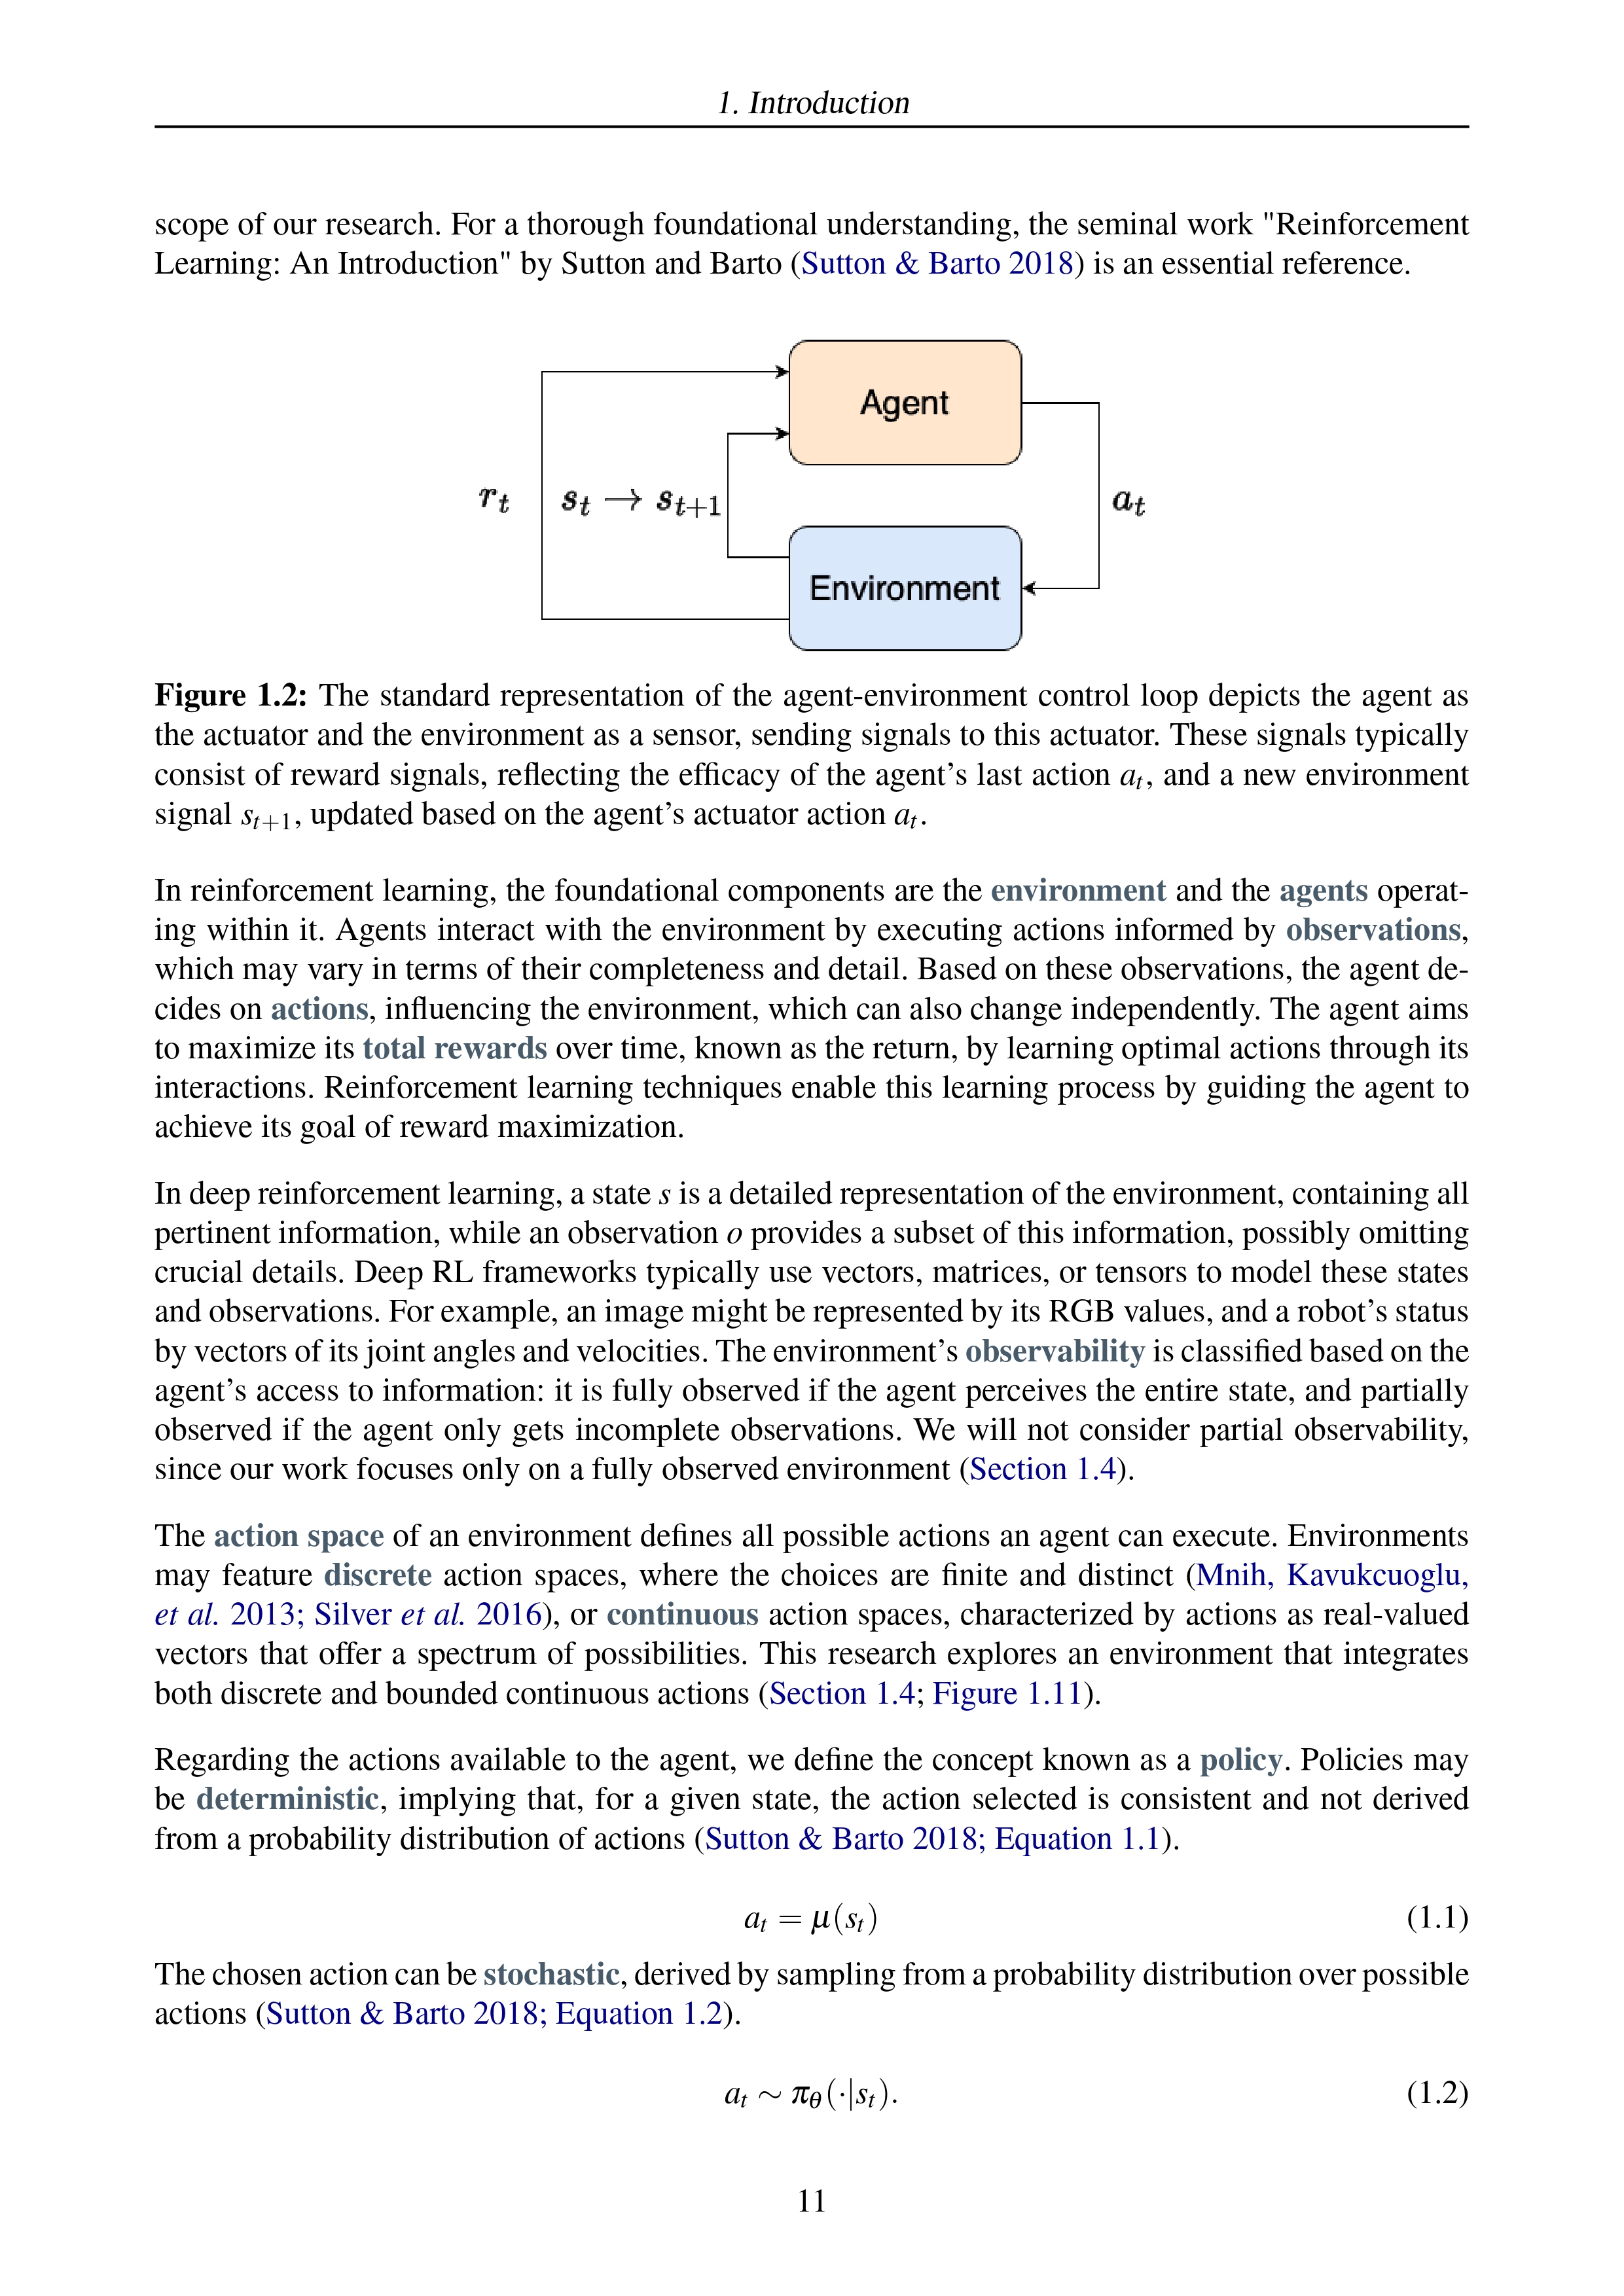 1. Introduction
scope of our research. For a thorough foundational understanding, the seminal work "Reinforcement
Learning: An Introduction" by Sutton and Barto (Sutton & Barto 2018) is an essential reference.
Agent
r_t
s_t → s_{t+1}
a_t
Environment
Figure 1.2: The standard representation of the agent-environment control loop depicts the agent as
the actuator and the environment as a sensor, sending signals to this actuator. These signals typically
consist of reward signals, reflecting the efficacy of the agent's last action a_t, and a new environment
signal s_{t+1}, updated based on the agent's actuator action a_t.
In reinforcement learning, the foundational components are the environment and the agents operat-
ing within it. Agents interact with the environment by executing actions informed by observations,
which may vary in terms of their completeness and detail. Based on these observations, the agent de-
cides on actions, influencing the environment, which can also change independently. The agent aims
to maximize its total rewards over time, known as the return, by learning optimal actions through its
interactions. Reinforcement learning techniques enable this learning process by guiding the agent to
achieve its goal of reward maximization.
In deep reinforcement learning, a state s is a detailed representation of the environment, containing all
pertinent information, while an observation o provides a subset of this information, possibly omitting
crucial details. Deep RL frameworks typically use vectors, matrices, or tensors to model these states
and observations. For example, an image might be represented by its RGB values, and a robot's status
by vectors of its joint angles and velocities. The environment's observability is classified based on the
agent's access to information: it is fully observed if the agent perceives the entire state, and partially
observed if the agent only gets incomplete observations. We will not consider partial observability,
since our work focuses only on a fully observed environment (Section 1.4).
The action space of an environment defines all possible actions an agent can execute. Environments
may feature discrete action spaces, where the choices are finite and distinct (Mnih, Kavukcuoglu,
et al. 2013; Silver et al. 2016), or continuous action spaces, characterized by actions as real-valued
vectors that offer a spectrum of possibilities. This research explores an environment that integrates
both discrete and bounded continuous actions (Section 1.4; Figure 1.11).
Regarding the actions available to the agent, we define the concept known as a policy. Policies may
be deterministic, implying that, for a given state, the action selected is consistent and not derived
from a probability distribution of actions (Sutton & Barto 2018; Equation 1.1).
a_t = μ(s_t) (1.1)
The chosen action can be stochastic, derived by sampling from a probability distribution over possible
actions (Sutton & Barto 2018; Equation 1.2).
a_t ∼ π_θ(·|s_t). (1.2)
11